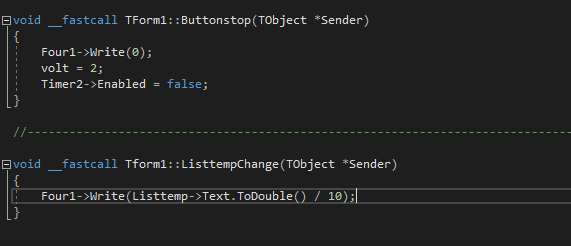 void __fastcall TForm1::Buttonstop(TObject *Sender)
{
Four1->Write(0);
volt = 2;
Timer2->Enabled = false;
}
//--------------------------------------------------------------------------------
void __fastcall Tform1::ListtempChange(TObject *Sender)
{
Four1->Write(Listtemp->Text.ToDouble() / 10);
}